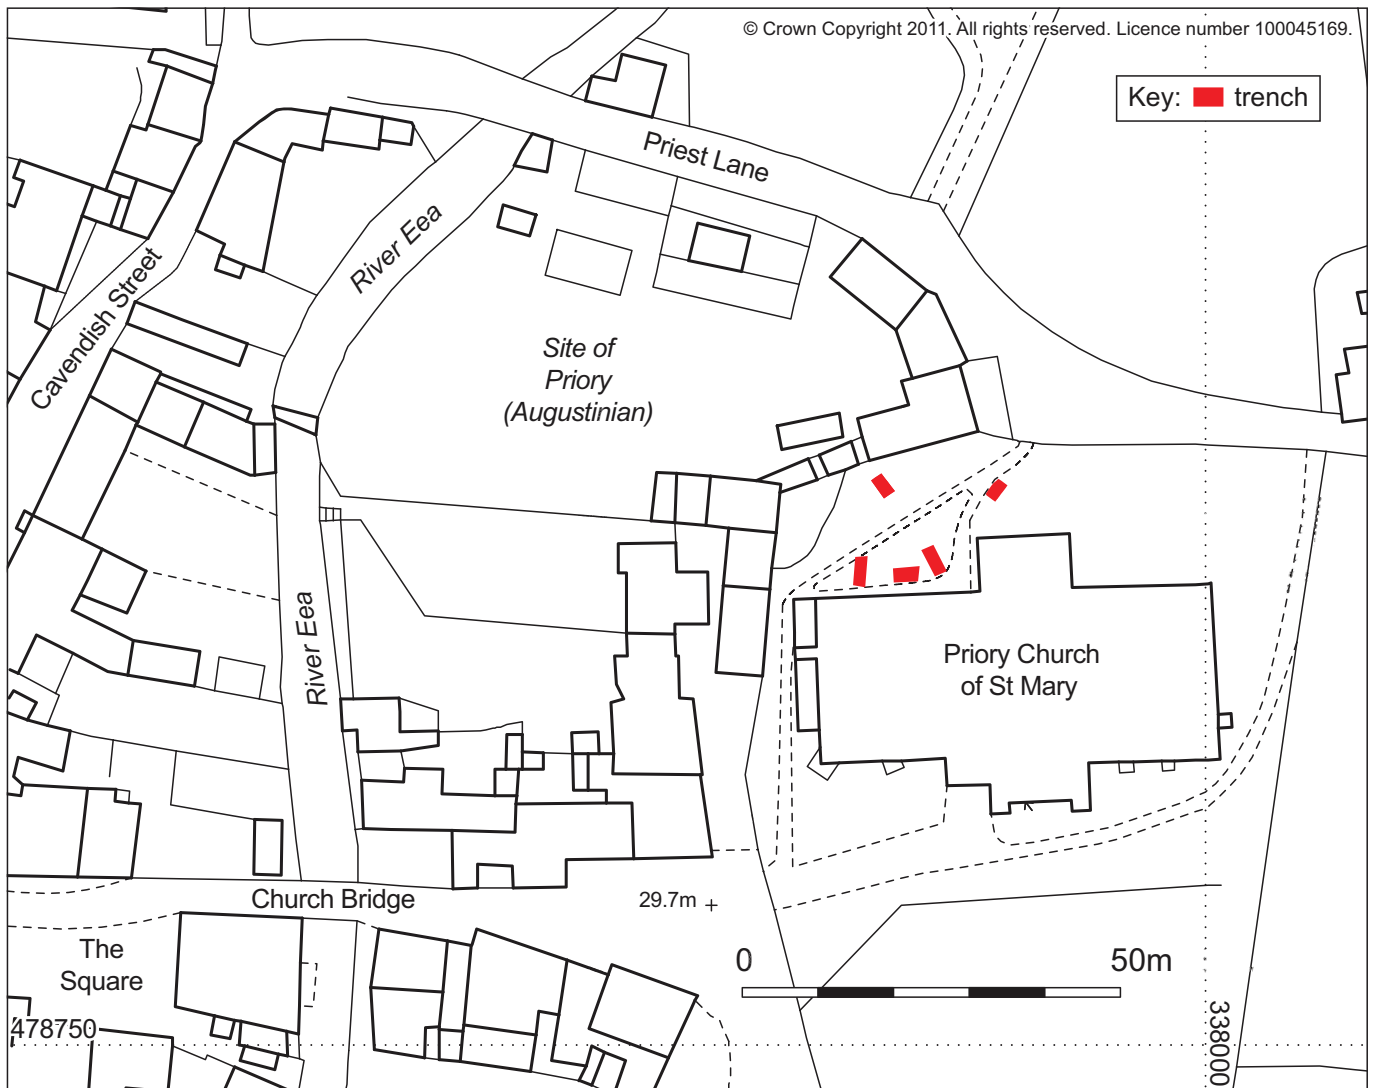 © Crown Copyright 2011. All rights reserved. Licence number 100045169.
Key: trench
Priest Lane
River Eea
Cavendish Street
Site of
Priory
(Augustinian)
River Eea
Priory Church
of St Mary
Church Bridge
29.7m
The
Square
0 50m
478750
338000